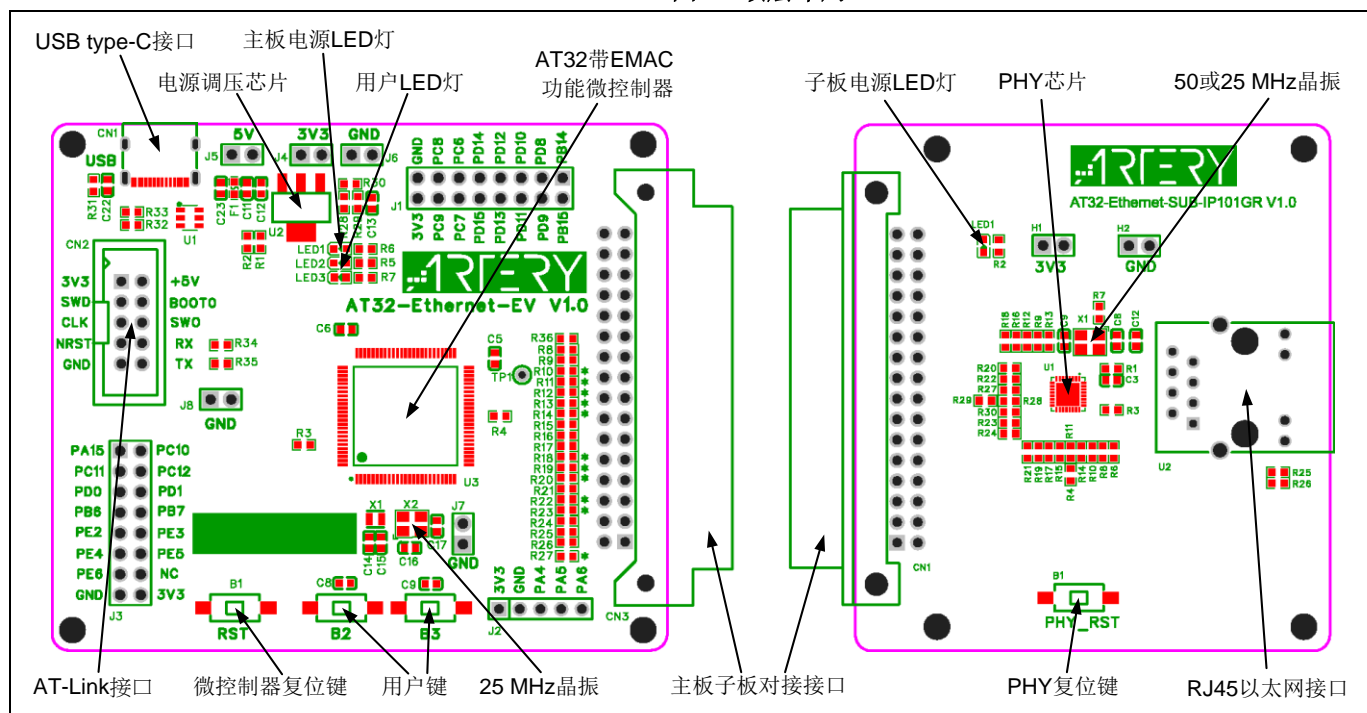 USB type-C接口
主板电源LED灯
电源调压芯片
用户LED灯
AT32带EMAC
功能微控制器
子板电源LED灯
PHY芯片
50或25 MHz晶振
CN1
USB
5V
3V3
GND
J5
J4
J6
R31
C22
R33
R32
U1
C23
F1
C11
C12
U2
R30
R28
R29
C13
R2
R1
LED1
LED2
LED3
R6
R5
R7
GND
PC8
PC6
PD14
PD12
PD10
PD8
PB14
J1
3V3
PC9
PC7
PD15
PD13
PD11
PD9
PB15
ARTERY
AT32-Ethernet-EV V1.0
CN2
3V3
+5V
SWD
BOOT0
CLK
SWO
NRST
RX
GND
TX
R34
R35
J8
GND
C6
C5
TP1
R4
R3
U3
R36
R8
R9
R10
R11
R12
R13
R14
R15
R16
R17
R18
R19
R20
R21
R22
R23
R24
R25
R26
R27
PA15
PC10
PC11
PC12
PD0
PD1
PB6
PB7
PE2
PE3
PE4
PE5
PE6
NC
GND
3V3
J3
X1
X2
C14
C15
C16
C17
J7
GND
B1
RST
C8
B2
C9
B3
3V3
GND
PA4
PA5
PA6
J2
CN3
ARTERY
AT32-Ethernet-SUB-IP101GR V1.0
LED1
R2
H1
3V3
H2
GND
R7
R18
R16
R12
R9
R13
C9
X1
C8
C12
U1
R20
R22
R27
R29
R28
R30
R23
R24
R1
C3
R3
R11
R21
R19
R17
R15
R4
R14
R10
R8
R6
U2
R25
R26
CN1
B1
PHY_RST
AT-Link接口
微控制器复位键
用户键
25 MHz晶振
主板子板对接接口
PHY复位键
RJ45以太网接口